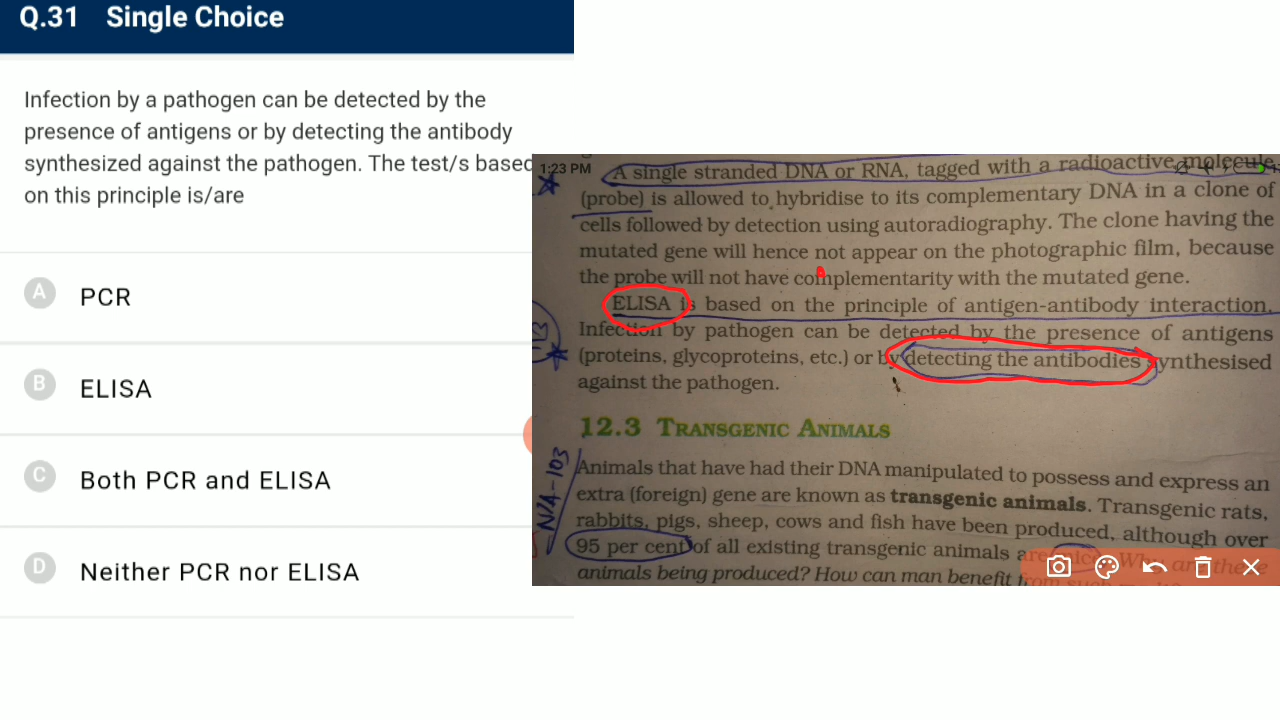 Q.31 Single Choice
Infection by a pathogen can be detected by the
presence of antigens or by detecting the antibody
synthesized against the pathogen. The test/s based
on this principle is/are
A PCR
B ELISA
C Both PCR and ELISA
D Neither PCR nor ELISA
1:23 PM
A single stranded DNA or RNA, tagged with a radioactive molecule
(probe) is allowed to hybridise to its complementary DNA in a clone of
cells followed by detection using autoradiography. The clone having the
mutated gene will hence not appear on the photographic film, because
the probe will not have complementarity with the mutated gene.
ELISA is based on the principle of antigen-antibody interaction.
Infection by pathogen can be detected by the presence of antigens
(proteins, glycoproteins, etc.) or by detecting the antibodies synthesised
against the pathogen.
12.3 TRANSGENIC ANIMALS
N/A-103
Animals that have had their DNA manipulated to possess and express an
extra (foreign) gene are known as transgenic animals. Transgenic rats,
rabbits, pigs, sheep, cows and fish have been produced, although over
95 per cent of all existing transgenic animals are mice. Why are these
animals being produced? How can man benefit from such